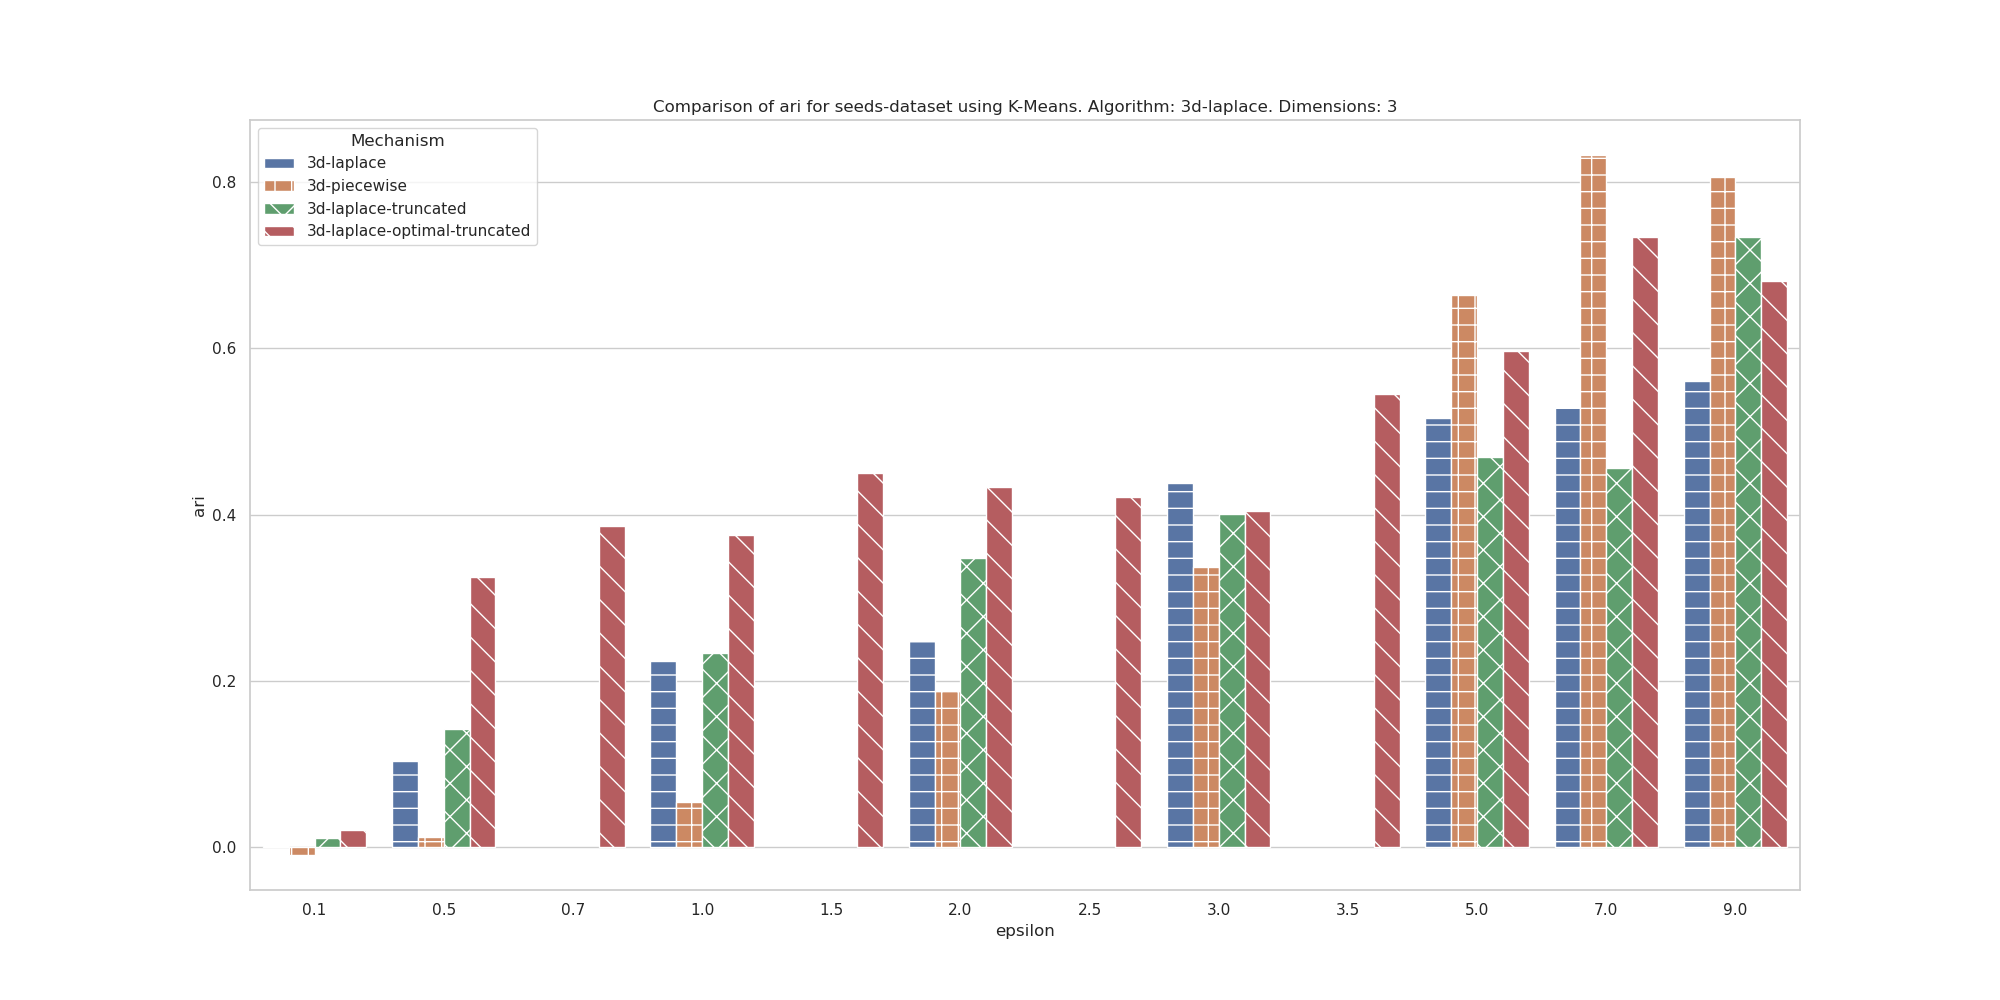 Comparison of ari for seeds-dataset using K-Means. Algorithm: 3d-laplace. Dimensions: 3
Mechanism
3d-laplace
3d-piecewise
3d-laplace-truncated
3d-laplace-optimal-truncated
0.8
0.6
0.4
0.2
0.0
ari
0.1 0.5 0.7 1.0 1.5 2.0 2.5 3.0 3.5 5.0 7.0 9.0
epsilon